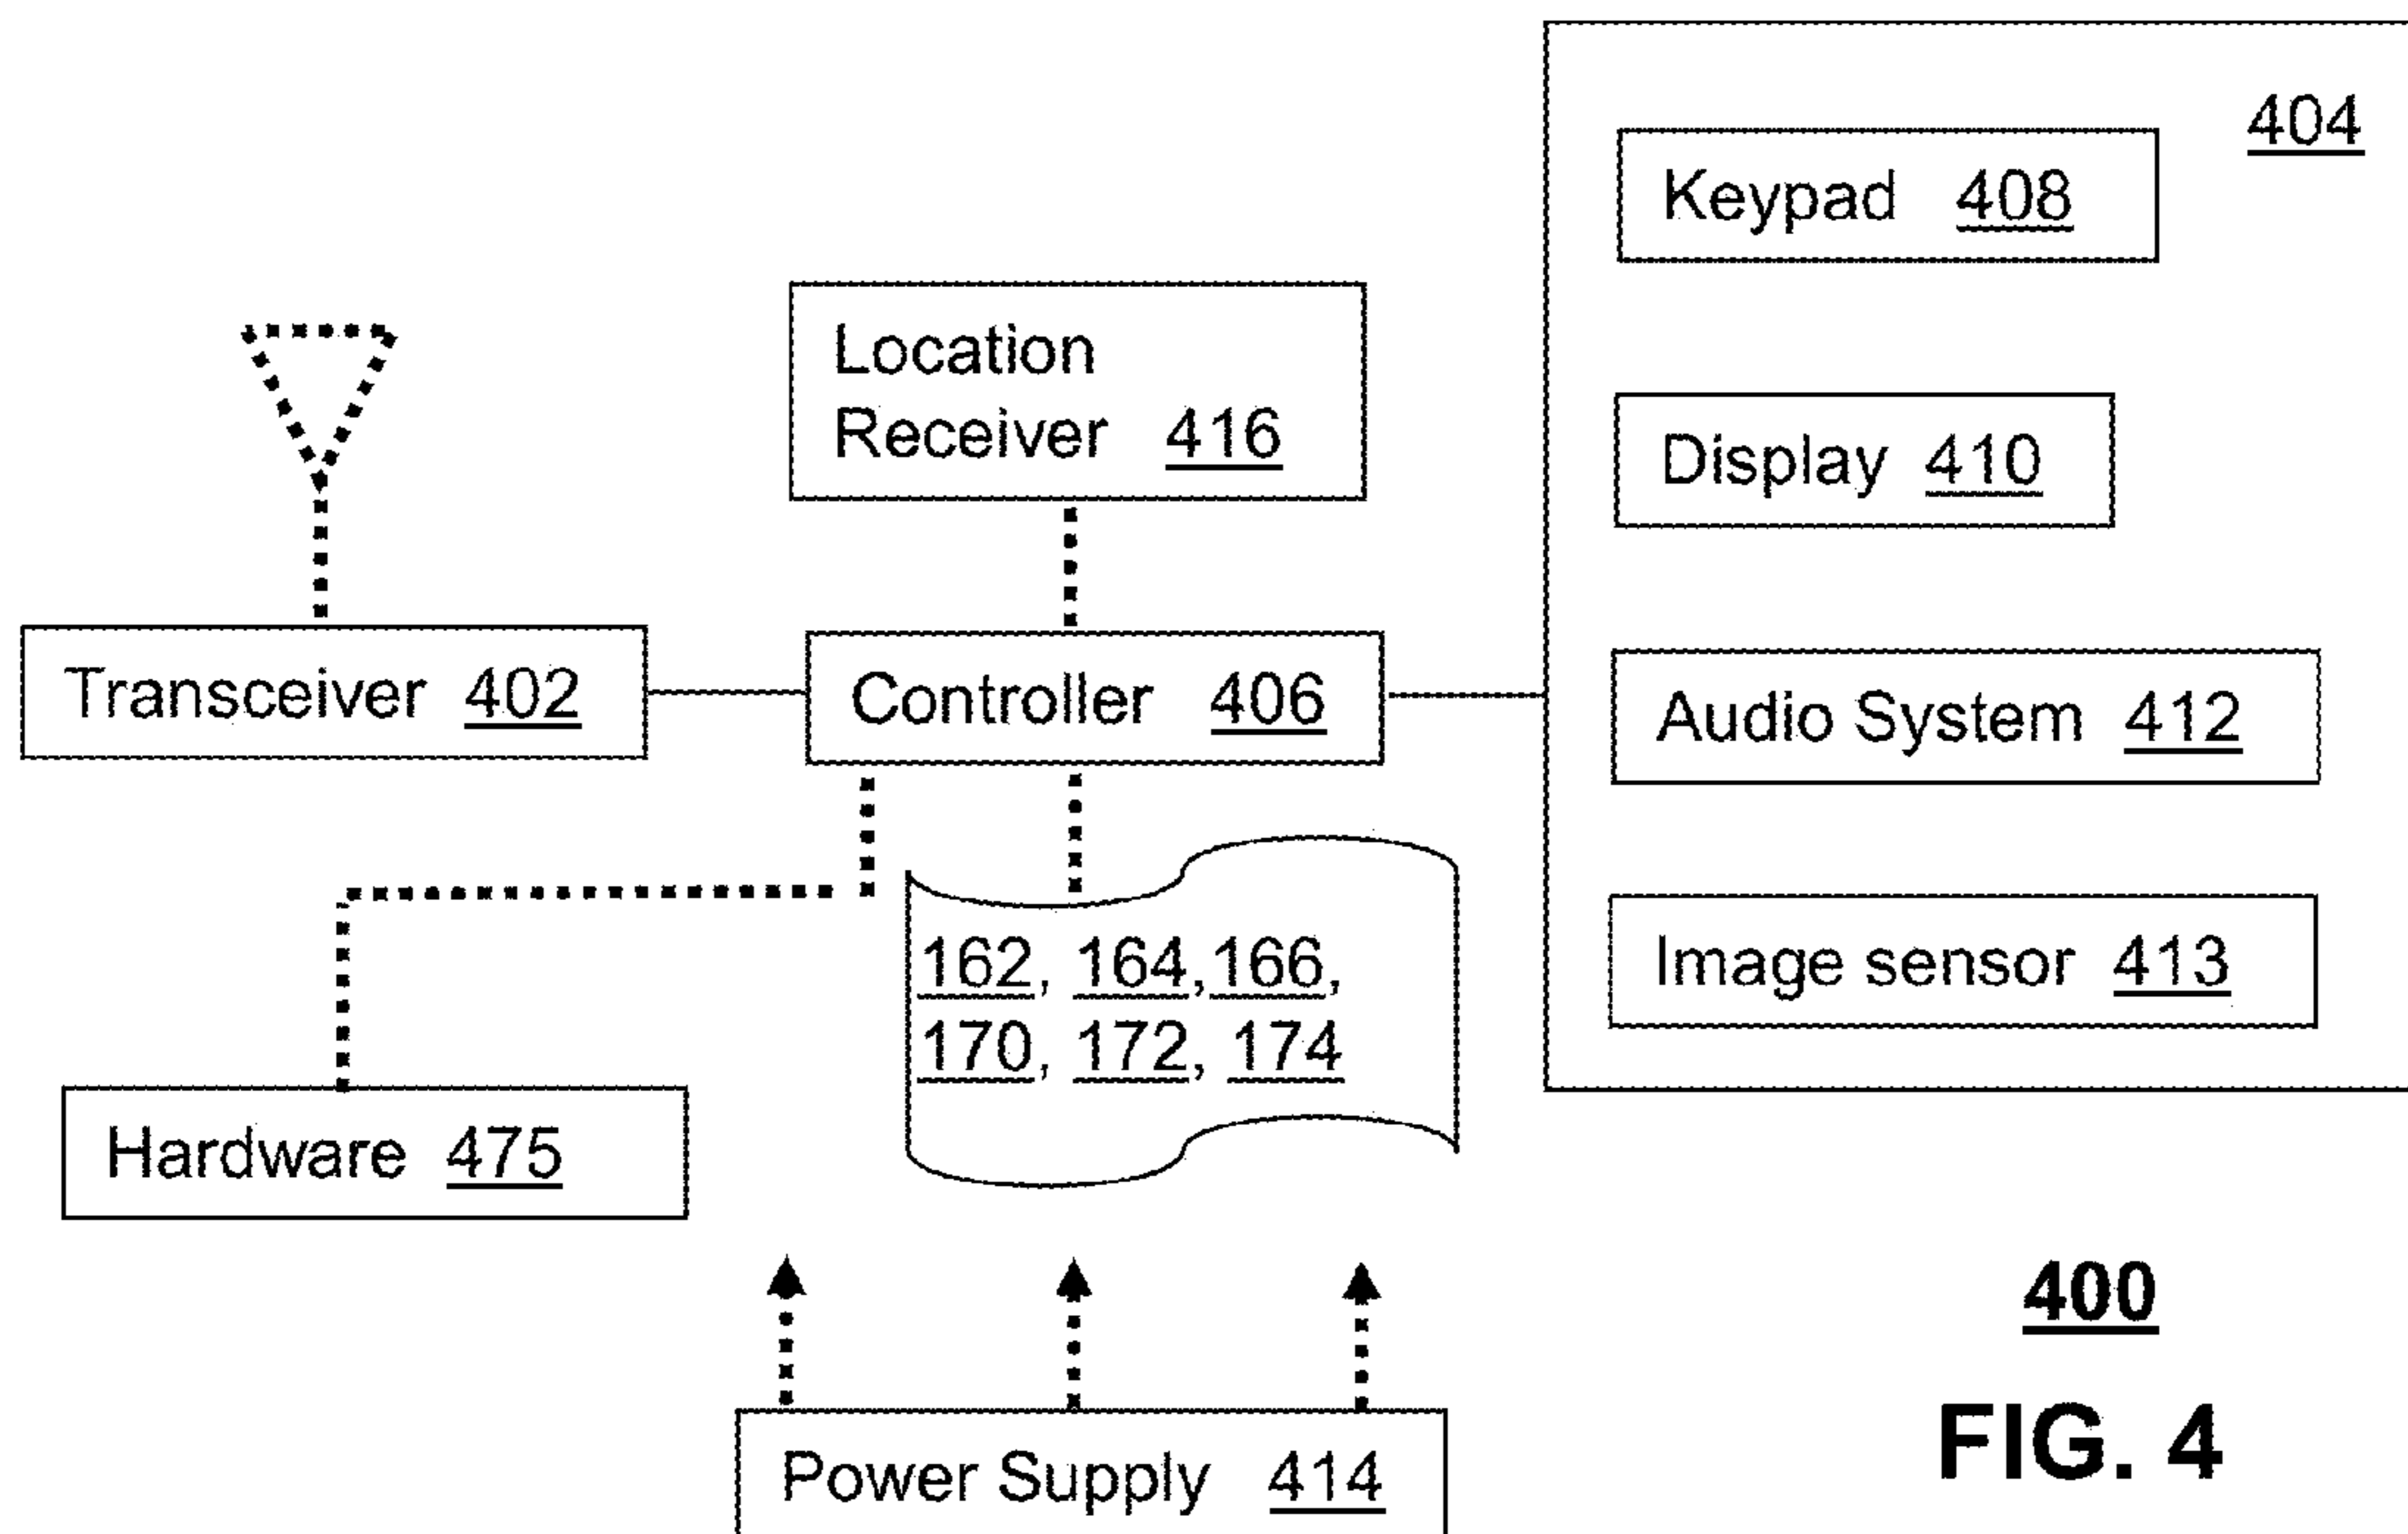 404
Keypad 408
Location
Receiver 416
Display 410
Transceiver 402
Controller 406
Audio System 412
162, 164, 166,
170, 172, 174
Image sensor 413
Hardware 475
400
Power Supply 414
FIG. 4